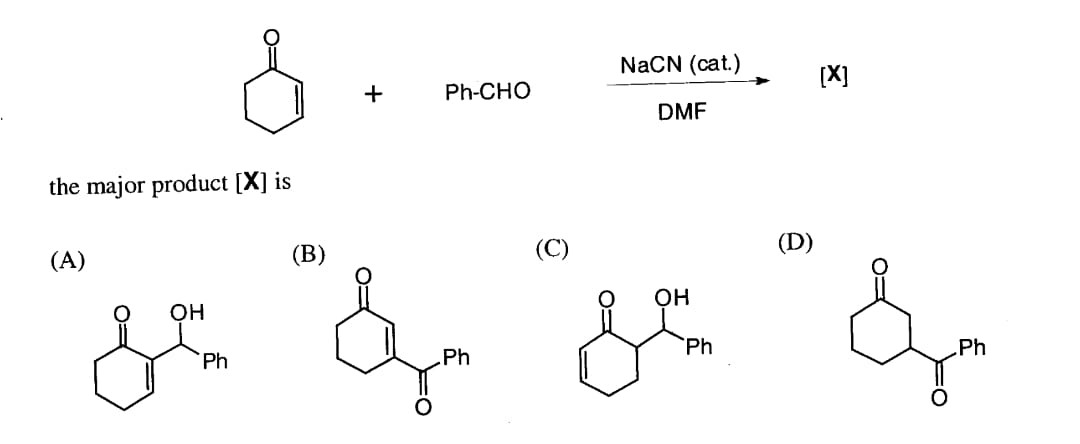 O
+ Ph-CHO NaCN (cat.) [X]
DMF
the major product [X] is
(A) (B) (C) (D)
O OH Ph
O Ph O
O OH Ph
O Ph O